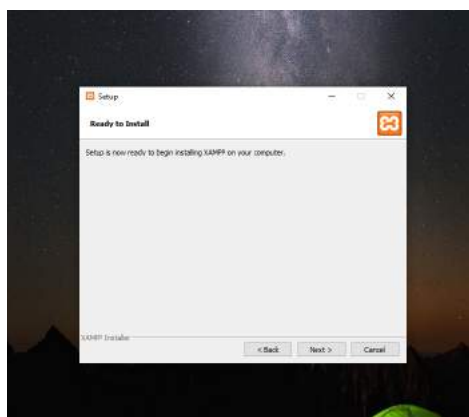 Setup
Ready to Install
Setup is now ready to begin installing XAMPP on your computer.
XAMPP Installer
< Back Next > Cancel